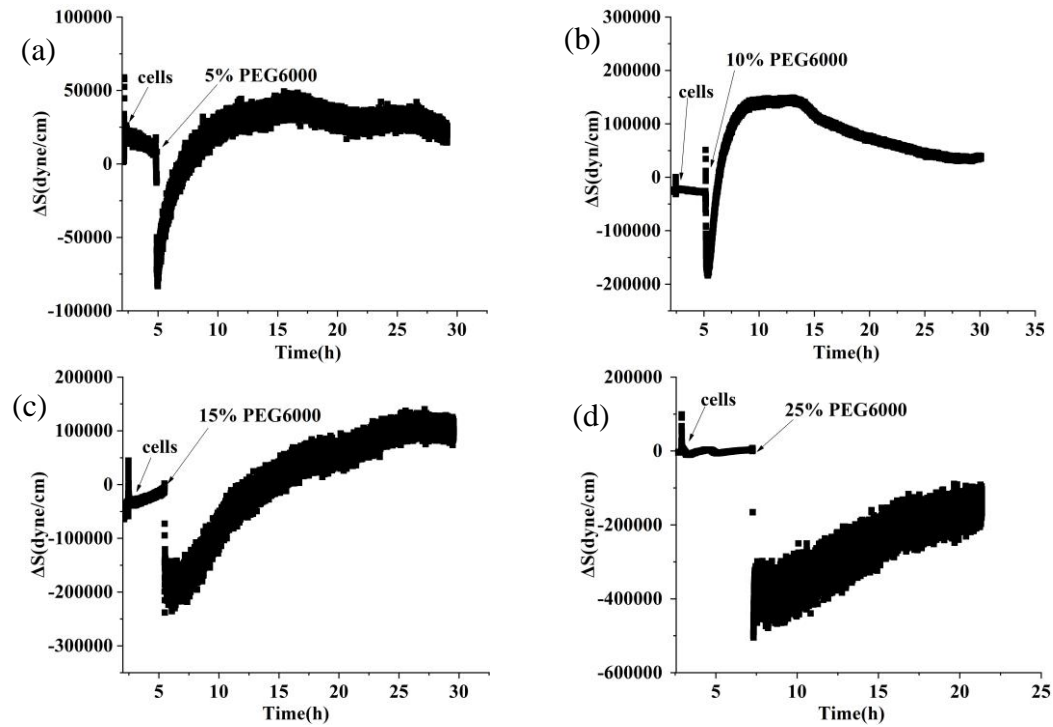 (a)
100000
50000
0
-50000
-100000
ΔS(dyne/cm)
cells
5% PEG6000
5 10 15 20 25 30
Time(h)
(b)
300000
200000
100000
0
-100000
-200000
ΔS(dyn/cm)
cells
10% PEG6000
5 10 15 20 25 30 35
Time(h)
(c)
200000
100000
0
-100000
-200000
-300000
ΔS(dyne/cm)
cells
15% PEG6000
5 10 15 20 25 30
Time(h)
(d)
200000
0
-200000
-400000
-600000
ΔS(dyn/cm)
cells
25% PEG6000
5 10 15 20 25
Time(h)